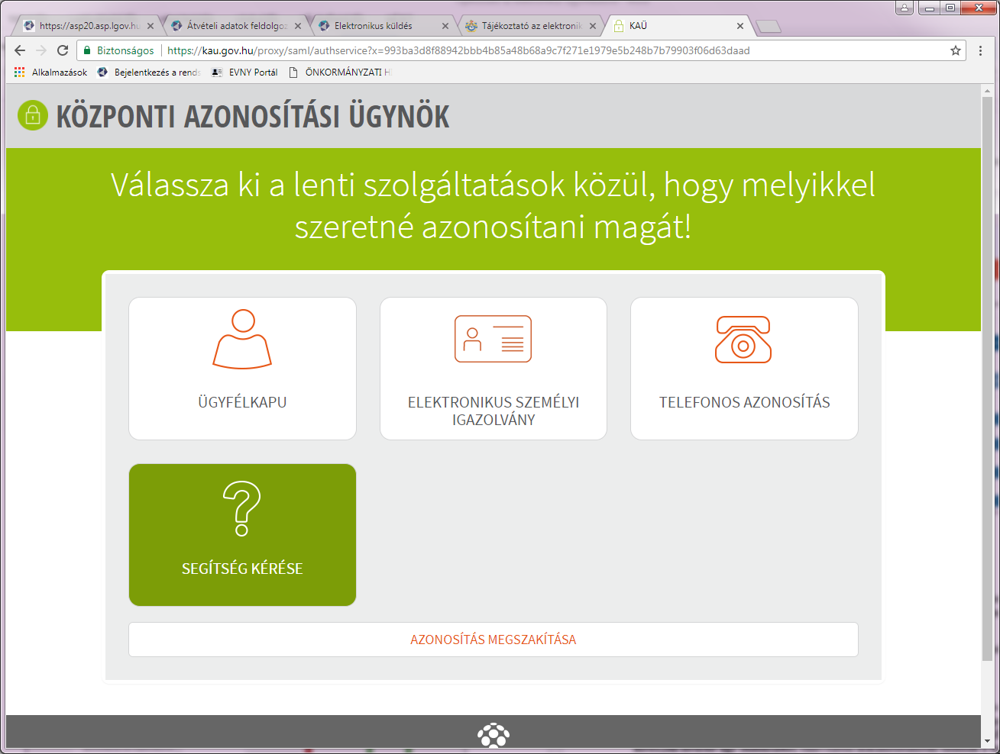 https://asp20.asp.lgov.hu
Átvételi adatok feldolgoz
Elektronikus küldés
Tájékoztató az elektronik
KAÜ
Biztonságos
https://kau.gov.hu/proxy/saml/authservice?x=993ba3d8f88942bbb4b85a48b68a9c7f271e1979e5b248b7b79903f06d63daad
Alkalmazások
Bejelentkezés a rends
EVNY Portál
ÖNKORMÁNYZATI H
KÖZPONTI AZONOSÍTÁSI ÜGYNÖK
Válassza ki a lenti szolgáltatások közül, hogy melyikkel
szeretné azonosítani magát!
ÜGYFÉLKAPU
ELEKTRONIKUS SZEMÉLYI
IGAZOLVÁNY
TELEFONOS AZONOSÍTÁS
SEGÍTSÉG KÉRÉSE
AZONOSÍTÁS MEGSZAKÍTÁSA